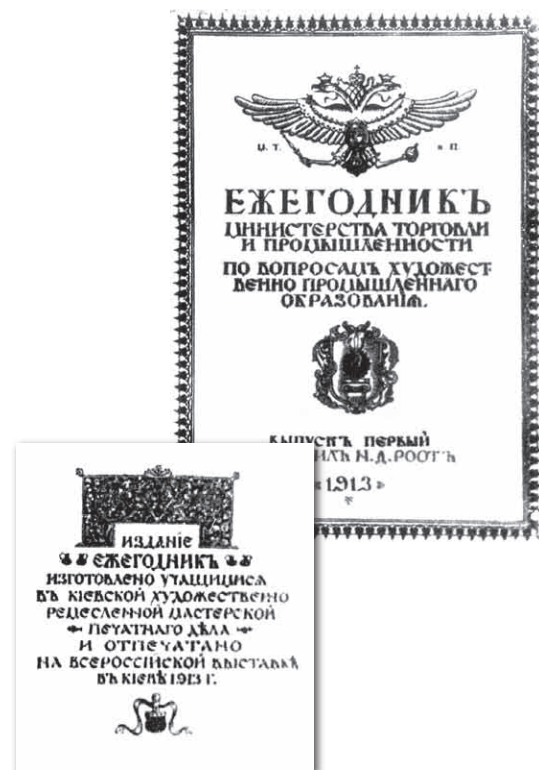 М. Т.
и П.
ЕЖЕГОДНИКЪ
МИНИСТЕРСТВА ТОРГОВЛИ
И ПРОМЫШЛЕННОСТИ
ПО ВОПРОСАМЪ ХУДОЖЕСТ
ВЕННО ПРОМЫШЛЕННАГО
ОБРАЗОВАНІЯ.
ВЫПУСКЪ ПЕРВЫЙ
Н.Д.РООТЪ
1913
ИЗДАНІЕ
ЕЖЕГОДНИКЪ
ИЗГОТОВЛЕНО УЧАЩИМИСЯ
ВЪ КІЕВСКОЙ ХУДОЖЕСТВЕННО
РЕМЕСЛЕННОЙ МАСТЕРСКОЙ
ПЕЧАТНАГО ДѢЛА
И ОТПЕЧАТАНО
НА ВСЕРОССІЙСКОЙ ВЫСТАВКѢ
ВЪ КІЕВѢ 1913 Г.